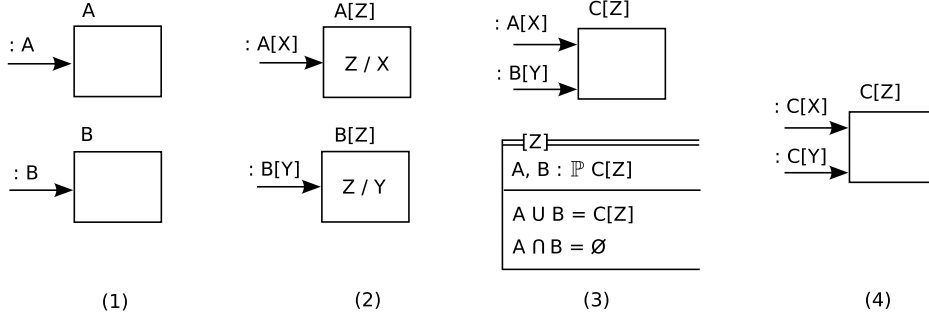 A
: A
B
: B
(1)
A[Z]
: A[X]
Z / X
B[Z]
: B[Y]
Z / Y
(2)
C[Z]
: A[X]
: B[Y]
[Z]
A, B : ℙ C[Z]
A ∪ B = C[Z]
A ∩ B = Ø
(3)
C[Z]
: C[X]
: C[Y]
(4)